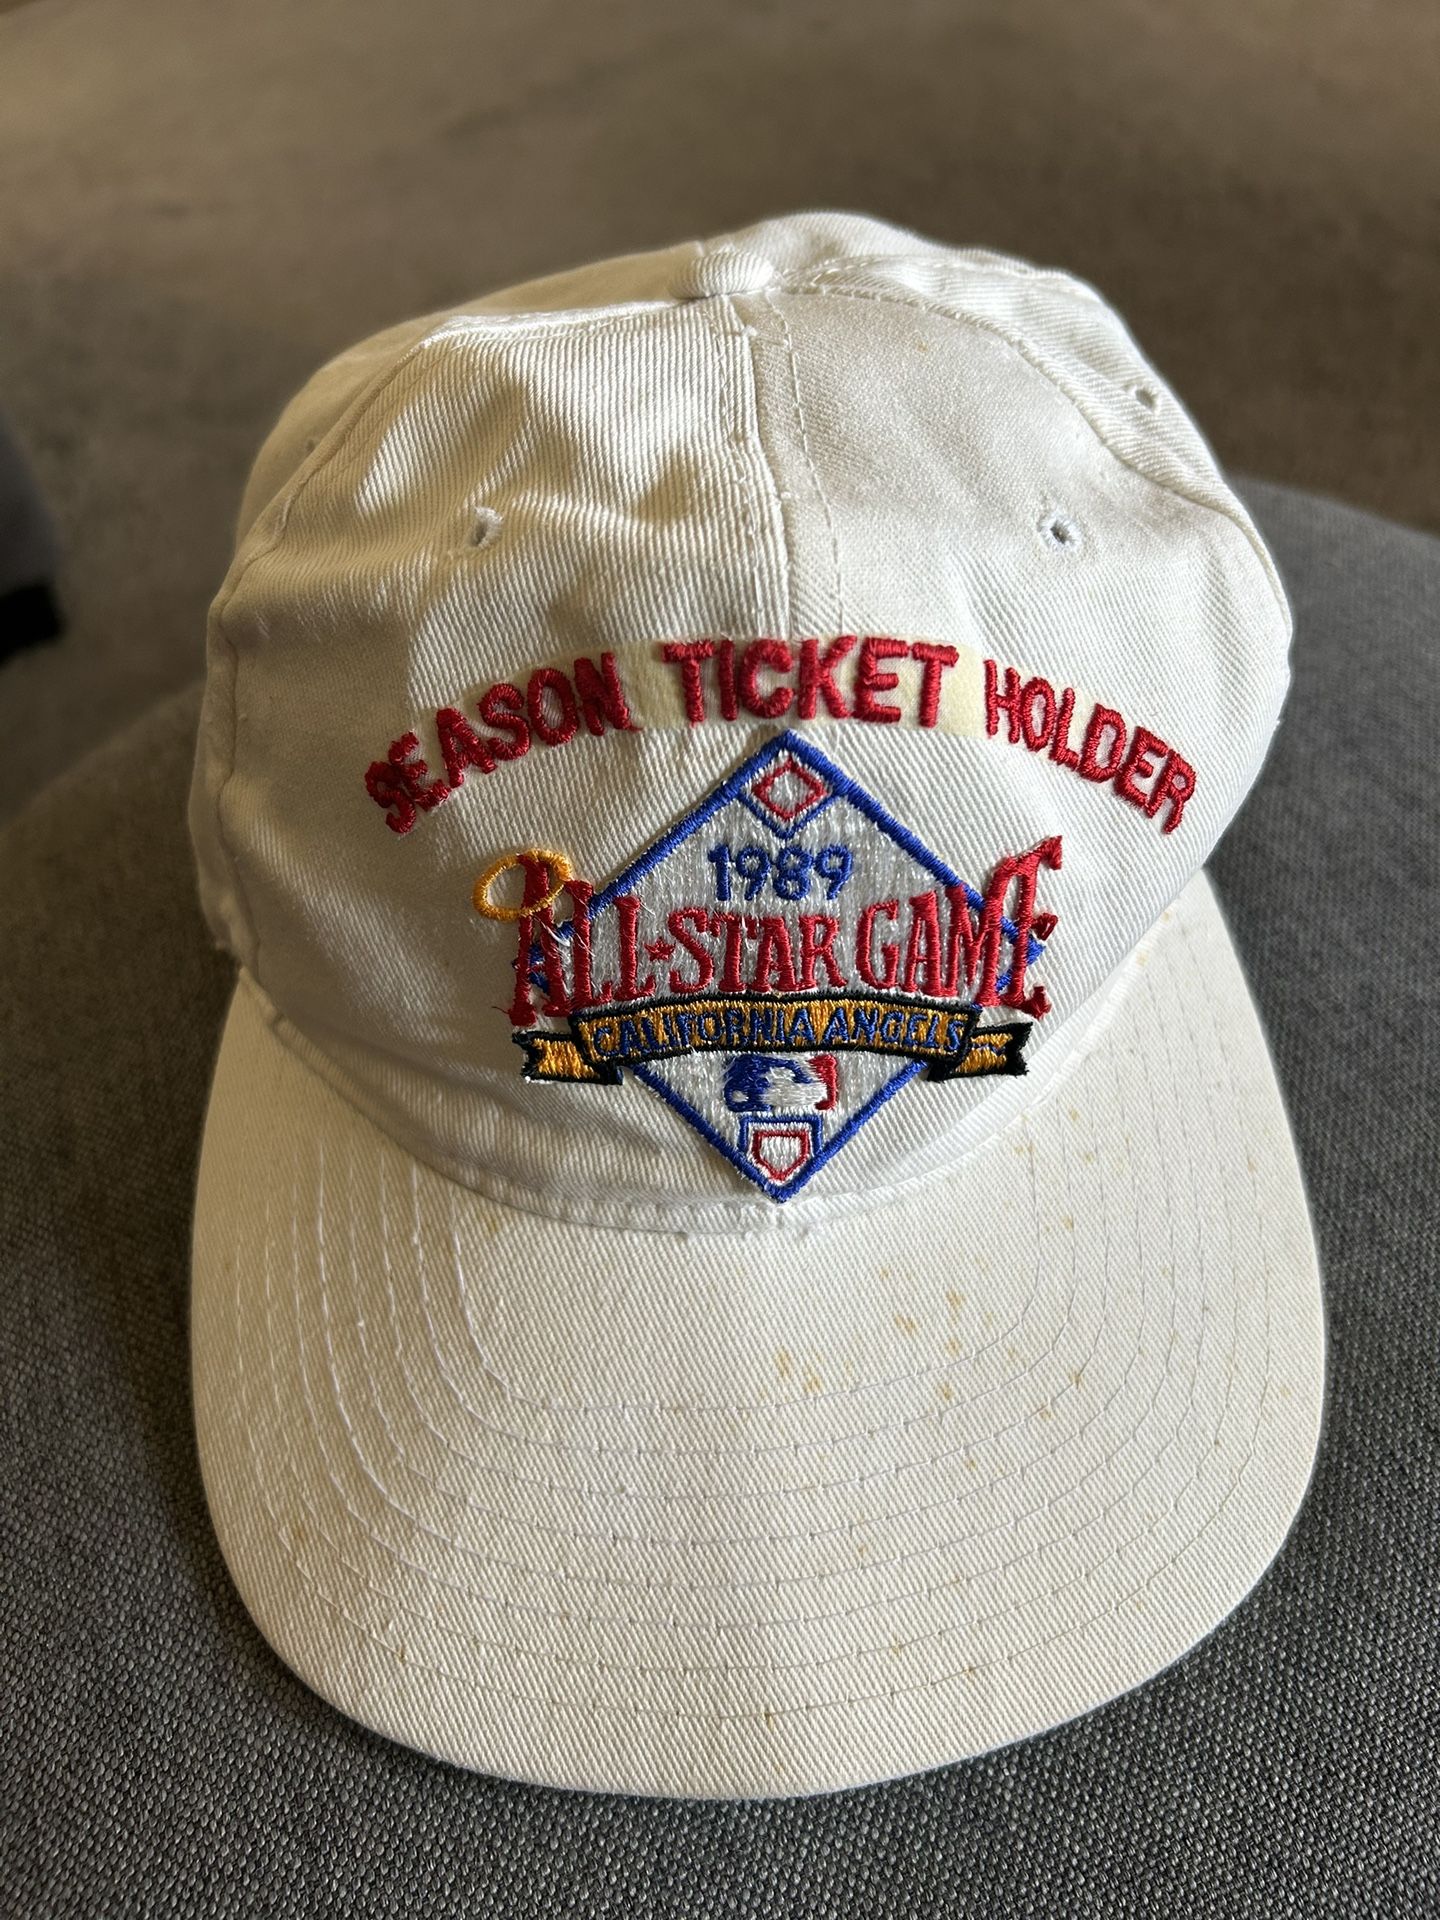 SEASON TICKET HOLDER
1989
ALL★STAR GAME
CALIFORNIA ANGELS